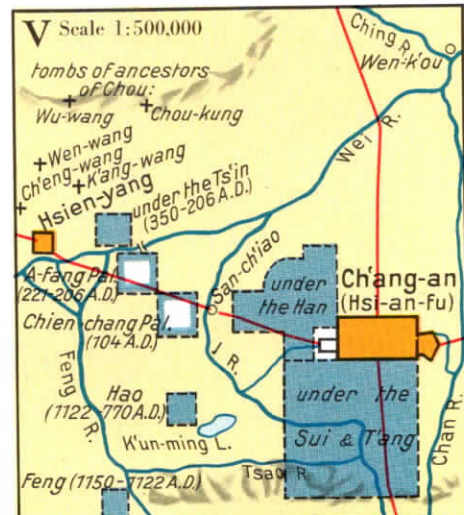 V Scale 1:500,000
Ching R.
Wen-k'ou
tombs of ancestors
of Chou:
Wu-wang
Chou-kung
Wei R.
Wen-wang
Ch'eng-wang
K'ang-wang
Hsien-yang
under the Ts'in
(350-206 A.D.)
A-fang Pal.
(221-206 A.D.)
San-ch'iao
under
the Han
Ch'ang-an
(Hsi-an-fu)
Chien-chang Pal.
(104 A.D.)
Feng R.
J R.
Hao
(1122-770 A.D.)
K'un-ming L.
under the
Sui & T'ang
Chan R.
Tsao R.
Feng (1150-1122 A.D.)